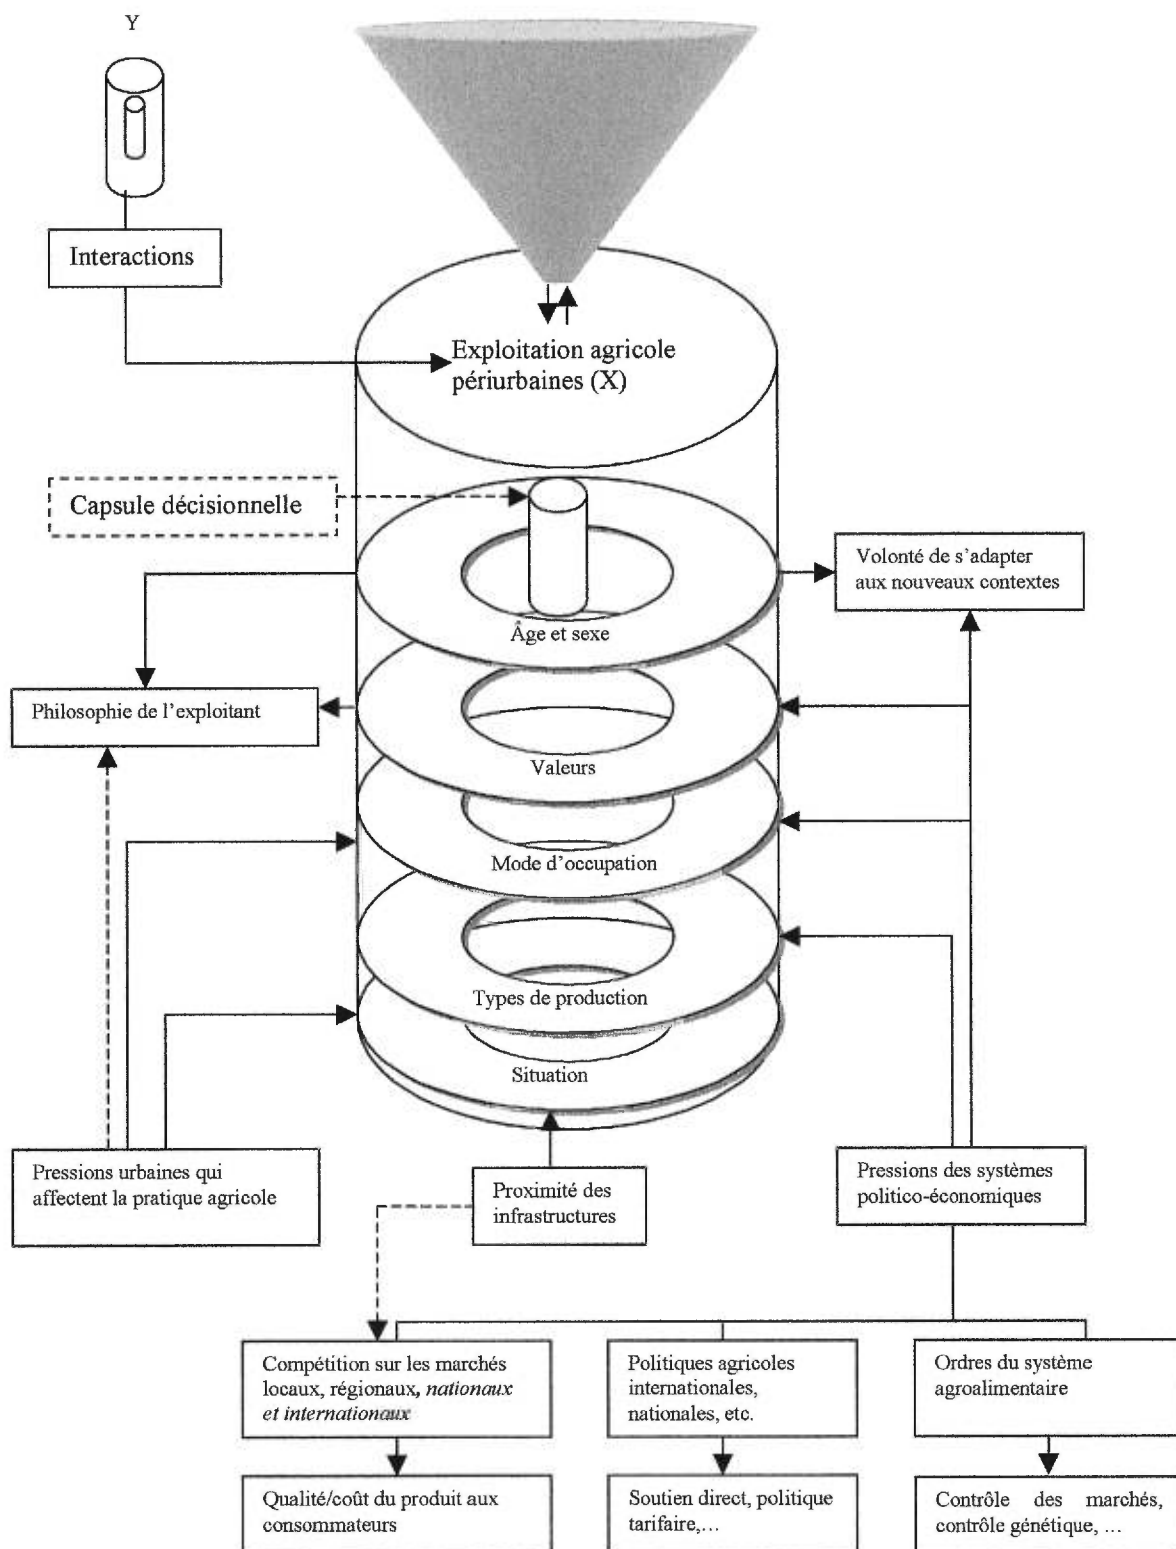 Y
Interactions
Exploitation agricole
périurbaines (X)
Capsule décisionnelle
Volonté de s’adapter
aux nouveaux contextes
Âge et sexe
Philosophie de l’exploitant
Valeurs
Mode d’occupation
Types de production
Situation
Pressions urbaines qui
affectent la pratique agricole
Proximité des
infrastructures
Pressions des systèmes
politico-économiques
Compétition sur les marchés
locaux, régionaux, nationaux
et internationaux
Politiques agricoles
internationales,
nationales, etc.
Ordres du système
agroalimentaire
Qualité/coût du produit aux
consommateurs
Soutien direct, politique
tarifaire,…
Contrôle des marchés,
contrôle génétique, …